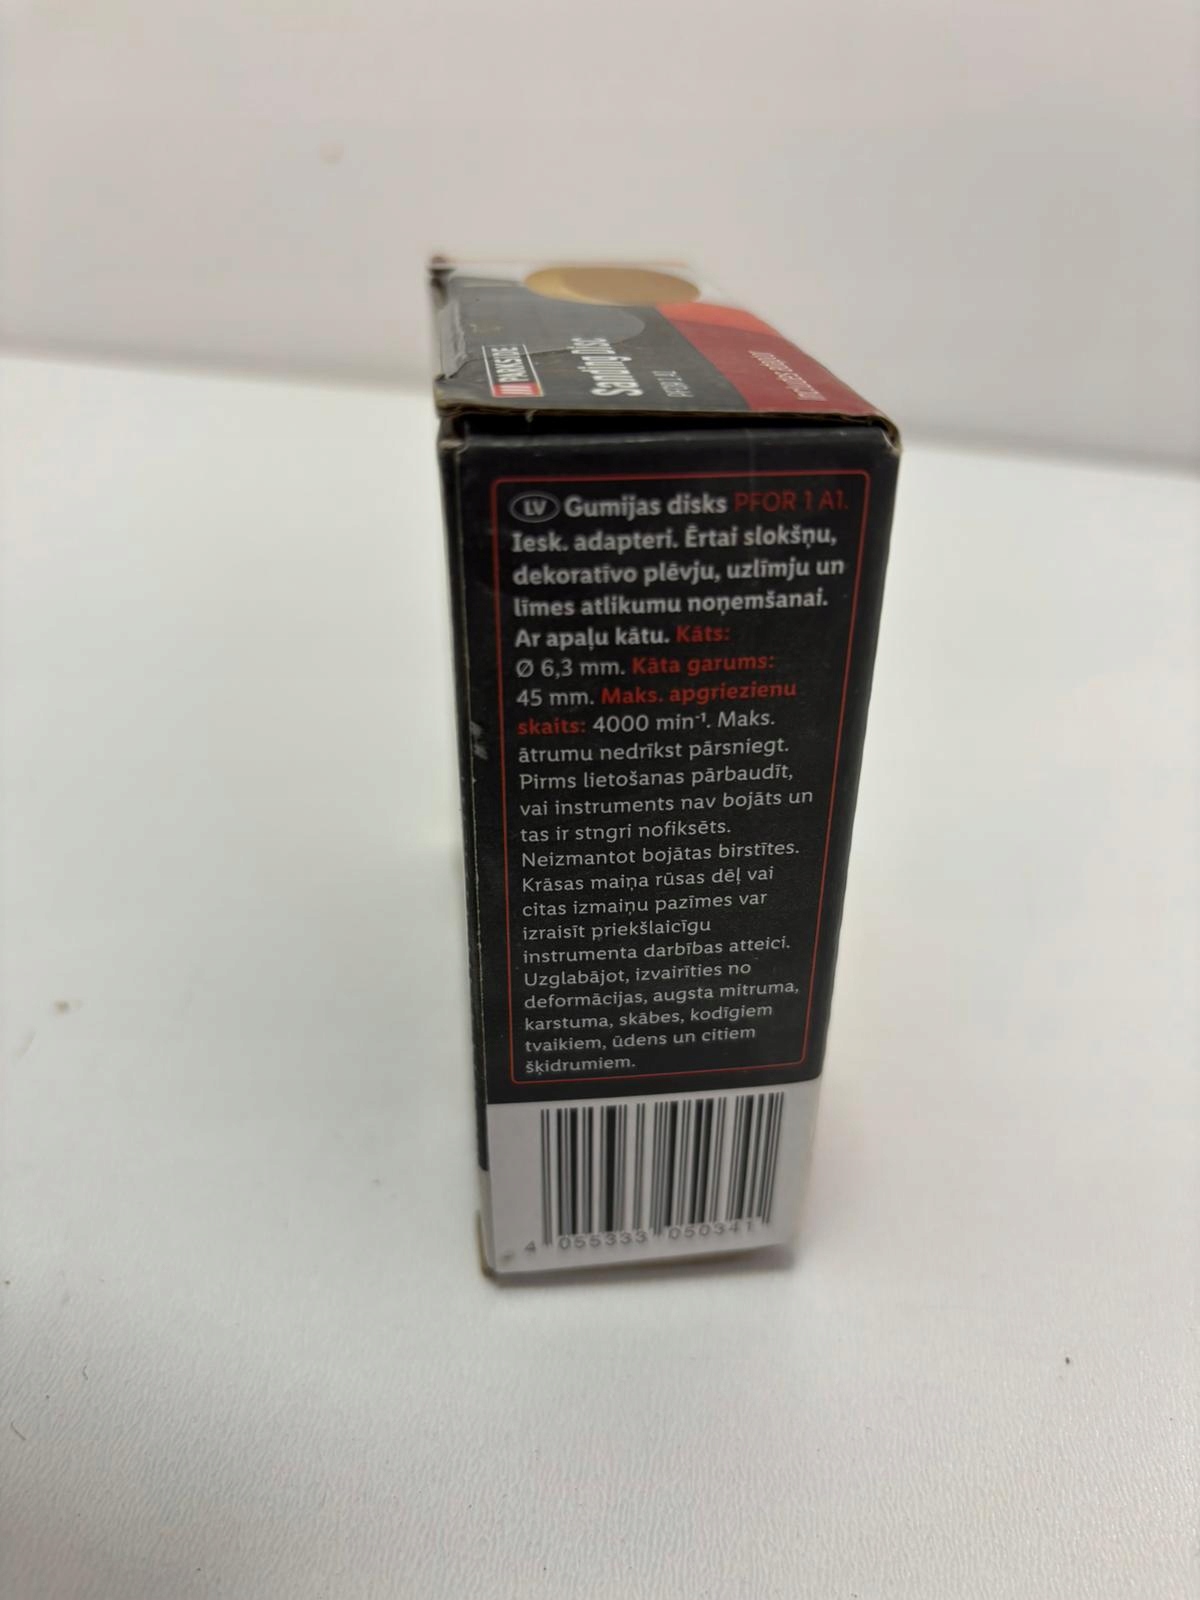 PARKSIDE
Sanding Disc
Includes adaptor
LV Gumijas disks PFOR 1 A1.
Iesk. adapteri. Ērtai slokšņu,
dekoratīvo plēvju, uzlīmju un
līmes atlikumu noņemšanai.
Ar apaļu kātu. Kāts:
Ø 6,3 mm. Kāta garums:
45 mm. Maks. apgriezienu
skaits: 4000 min⁻¹. Maks.
ātrumu nedrīkst pārsniegt.
Pirms lietošanas pārbaudīt,
vai instruments nav bojāts un
tas ir stngri nofiksēts.
Neizmantot bojātas birstītes.
Krāsas maiņa rūsas dēļ vai
citas izmaiņu pazīmes var
izraisīt priekšlaicīgu
instrumenta darbības atteici.
Uzglabājot, izvairīties no
deformācijas, augsta mitruma,
karstuma, skābes, kodīgiem
tvaikiem, ūdens un citiem
šķidrumiem.
4 055333 050341